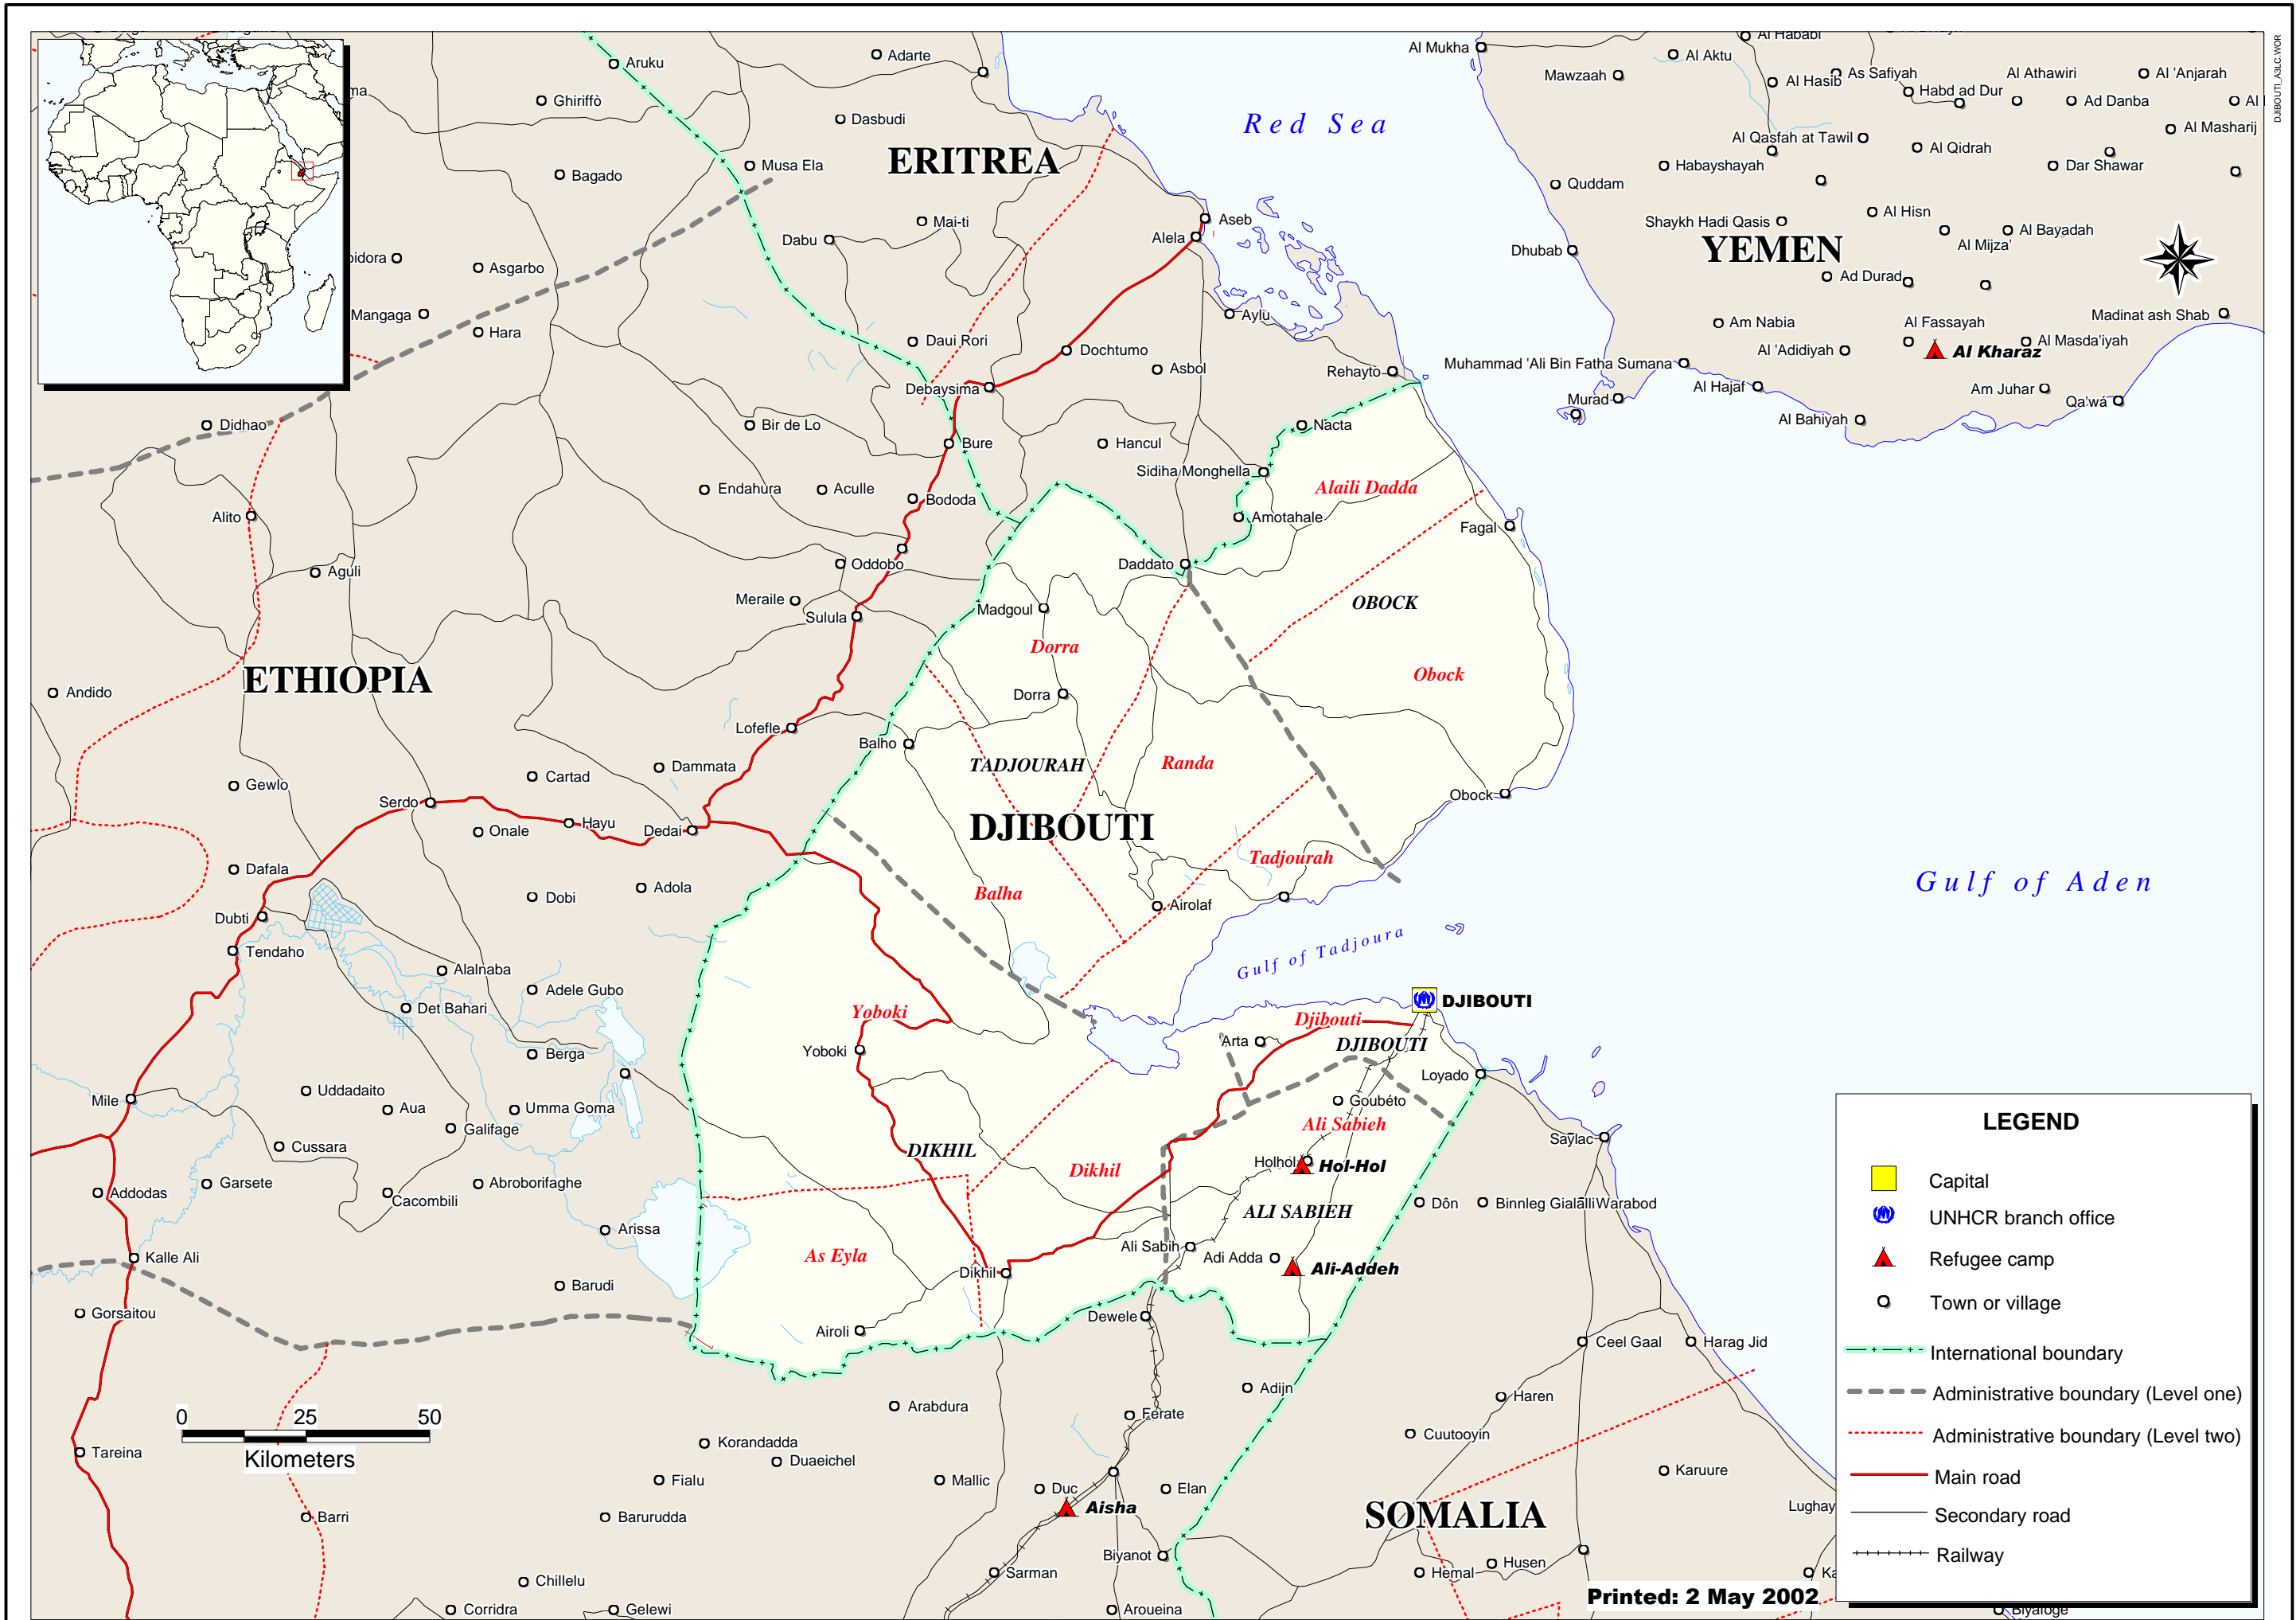 DJIBOUTI_A3LC.WOR
Aruku
Adarte
Al Mukha
Al Hababi
Al Aktu
Mawzaah
Al Hasib
As Safiyah
Habd ad Dur
Al Athawiri
Al 'Anjarah
Ad Danba
Al Masharij
Ghiriffò
Dasbudi
Red Sea
Al Qasfah at Tawil
Al Qidrah
Dar Shawar
Musa Ela
ERITREA
Bagado
Habayshayah
Quddam
Mai-ti
Aseb
Shaykh Hadi Qasis
Al Hisn
Al Bayadah
Al Mijza'
Dabu
Alela
Dhubab
YEMEN
Ad Durad
Asgarbo
Mangaga
Hara
Aylu
Am Nabia
Al Fassayah
Madinat ash Shab
Daui Rori
Dochtumo
Al 'Adidiyah
Al Kharaz
Al Masda'iyah
Asbol
Rehayto
Muhammad 'Ali Bin Fatha Sumana
Debaysima
Al Hajaf
Am Juhar
Murad
Qa'wá
Didhao
Bir de Lo
Bure
Hancul
Nacta
Al Bahiyah
Sidiha Monghella
Endahura
Aculle
Bododa
Alaili Dadda
Alito
Amotahale
Fagal
Aguli
Oddobo
Daddato
Meraile
Sulula
Madgoul
OBOCK
Dorra
ETHIOPIA
Andido
Dorra
Obock
Lofefle
Balho
TADJOURAH
Randa
Gewlo
Cartad
Dammata
Serdo
Obock
Onale
Hayu
Dedai
DJIBOUTI
Dafala
Dobi
Adola
Balha
Tadjourah
Gulf of Aden
Dubti
Airolaf
Tendaho
Gulf of Tadjoura
Alalnaba
Adele Gubo
Det Bahari
Yoboki
DJIBOUTI
Djibouti
Berga
Yoboki
Arta
DJIBOUTI
Loyado
Mile
Uddadaito
Aua
Umma Goma
Goubéto
Galifage
Ali Sabieh
Cussara
DIKHIL
Saylac
Addodas
Garsete
Cacombili
Abroborifaghe
Dikhil
Holhol
Hol-Hol
Dôn
Binnleg Gialälli
Warabod
Arissa
ALI SABIEH
Kalle Ali
As Eyla
Ali Sabih
Adi Adda
Ali-Addeh
Barudi
Dikhil
Gorsaitou
Airoli
Dewele
Ceel Gaal
Harag Jid
Adijn
Haren
Arabdura
Ferate
Cuutooyin
Tareina
Korandadda
Duaeichel
Karuure
Fialu
Mallic
Duc
Elan
Barri
Barurudda
Aisha
SOMALIA
Lughay
Biyanot
Husen
Sarman
Hemal
Chillelu
Corridra
Gelewi
Aroueina
0 25 50
Kilometers
LEGEND
Capital
UNHCR branch office
Refugee camp
Town or village
International boundary
Administrative boundary (Level one)
Administrative boundary (Level two)
Main road
Secondary road
Railway
Printed: 2 May 2002